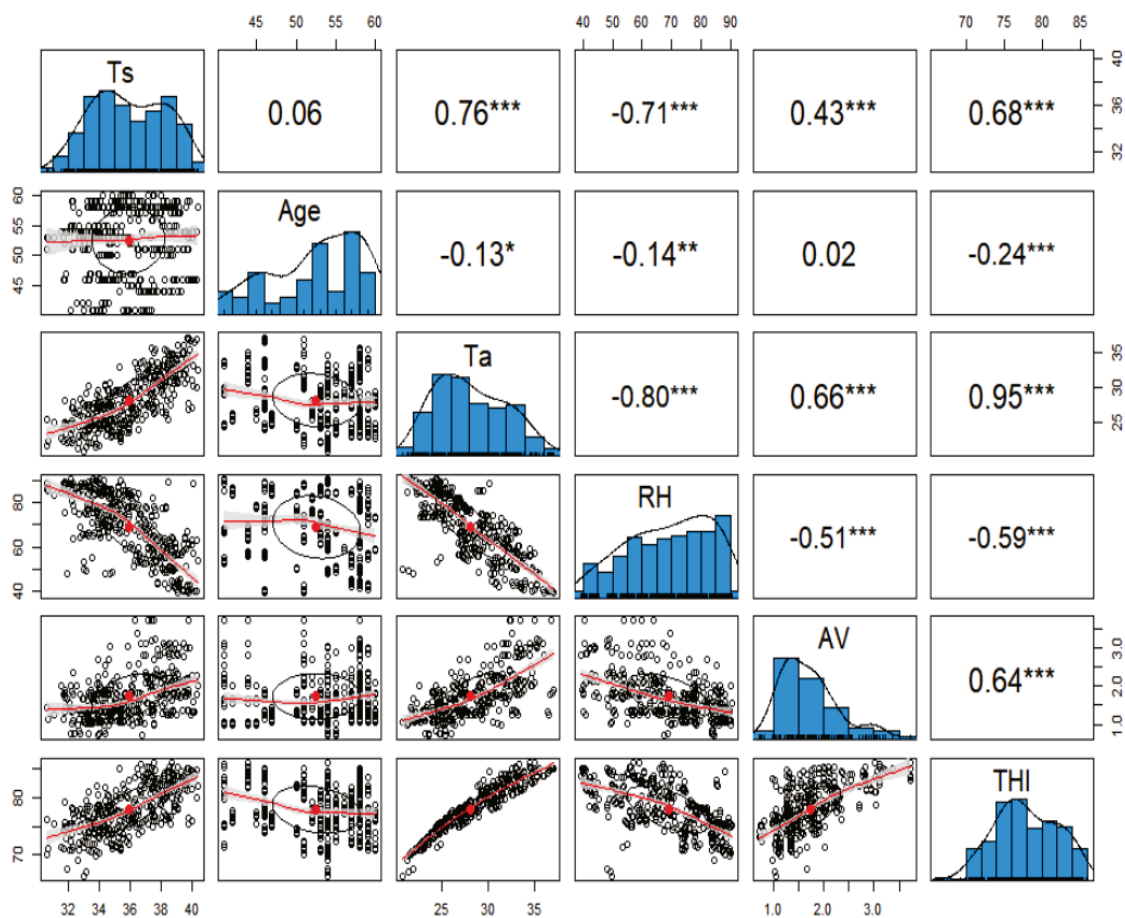 45 50 55 60 40 50 60 70 80 90 70 75 80 85
Ts 0.06 0.76*** -0.71*** 0.43*** 0.68*** 32 36 40
45 50 55 60 Age -0.13* -0.14** 0.02 -0.24***
Ta -0.80*** 0.66*** 0.95*** 25 30 35
40 60 80 RH -0.51*** -0.59***
AV 0.64*** 1.0 2.0 3.0
70 80 THI
32 34 36 38 40 25 30 35 1.0 2.0 3.0